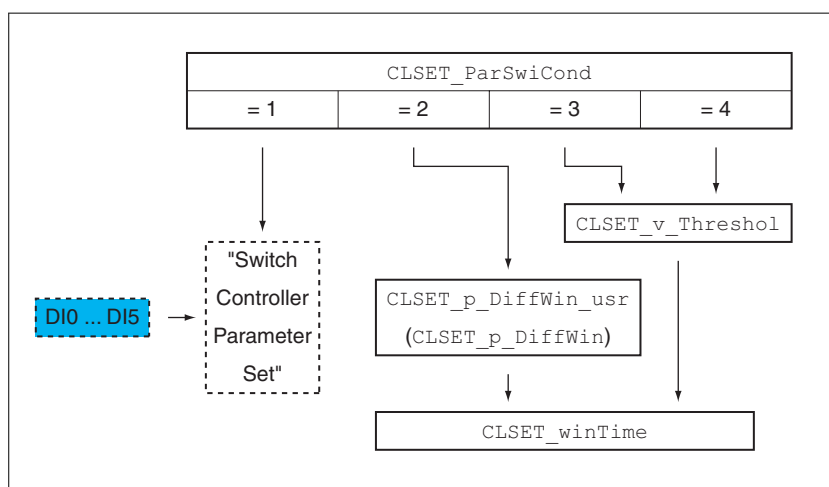 CLSET_ParSwiCond
= 1
= 2
= 3
= 4
CLSET_v_Threshol
"Switch
Controller
Parameter
Set"
DI0 ... DI5
CLSET_p_DiffWin_usr
(CLSET_p_DiffWin)
CLSET_winTime